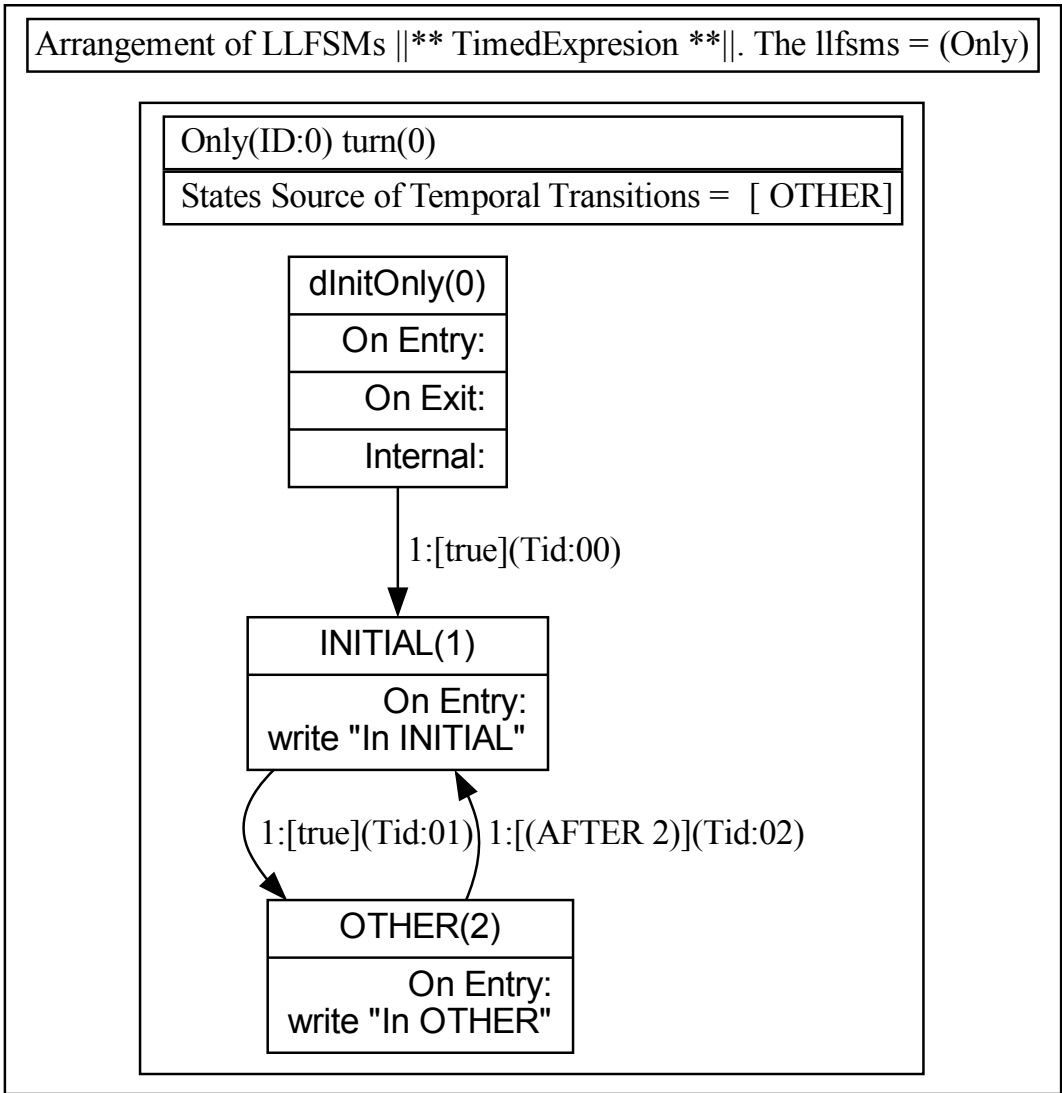 Arrangement of LLFSMs ||** TimedExpresion **||. The llfsms = (Only)
Only(ID:0) turn(0)
States Source of Temporal Transitions =  [ OTHER]
dInitOnly(0)
On Entry:
On Exit:
Internal:
1:[true](Tid:00)
INITIAL(1)
On Entry:
write "In INITIAL"
1:[true](Tid:01)
1:[(AFTER 2)](Tid:02)
OTHER(2)
On Entry:
write "In OTHER"